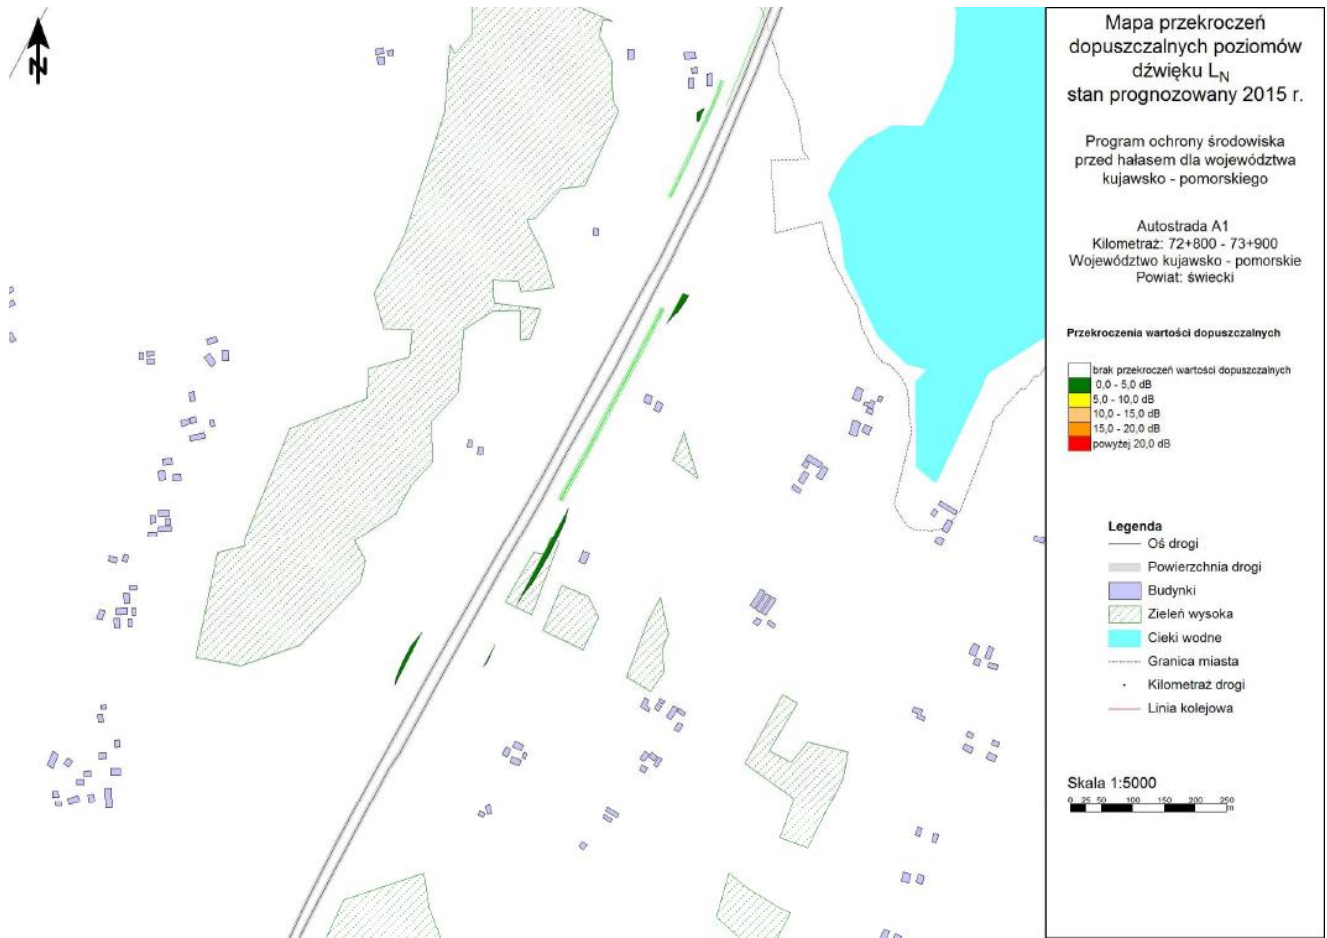 N
Mapa przekroczeń
dopuszczalnych poziomów
dźwięku LN
stan prognozowany 2015 r.
Program ochrony środowiska
przed hałasem dla województwa
kujawsko - pomorskiego
Autostrada A1
Kilometraż: 72+800 - 73+900
Województwo kujawsko - pomorskie
Powiat: świecki
Przekroczenia wartości dopuszczalnych
brak przekroczeń wartości dopuszczalnych
0,0 - 5,0 dB
5,0 - 10,0 dB
10,0 - 15,0 dB
15,0 - 20,0 dB
powyżej 20,0 dB
Legenda
Oś drogi
Powierzchnia drogi
Budynki
Zieleń wysoka
Cieki wodne
Granica miasta
Kilometraż drogi
Linia kolejowa
Skala 1:5000
0 25 50 100 150 200 250
m